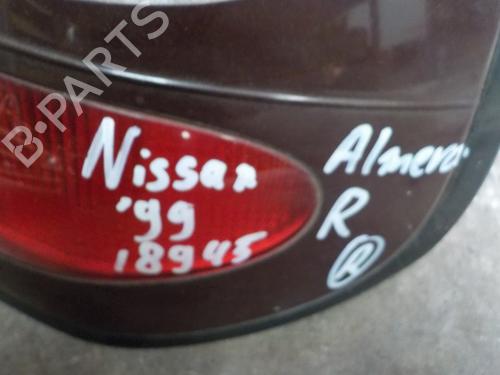 B-PARTS
Nissan
'99
18945
Almera
R
R